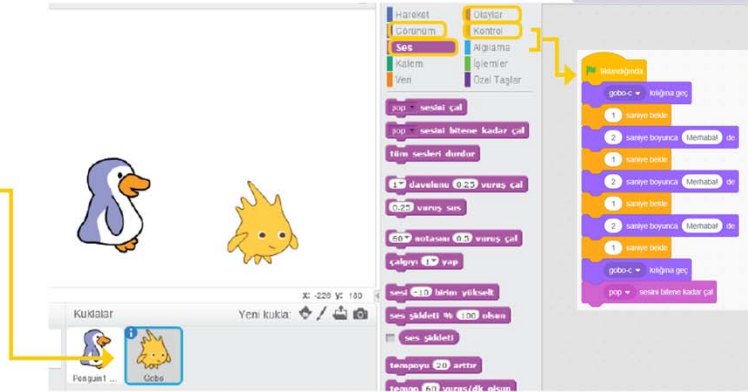 Hareket
Olaylar
Görünüm
Kontrol
Ses
Algılama
Kalem
İşlemler
Veri
Özel Taşlar
pop sesini çal
pop sesini bitene kadar çal
tüm sesleri durdur
1 davulunu 0.25 vuruş çal
0.25 vuruş sus
60 notasını 0.5 vuruş çal
çalgıyı 1 yap
sesi -10 birim yükselt
ses şiddeti % 100 olsun
ses şiddeti
tempoyu 20 arttır
tempo 60 vuruş/dk olsun
tıklandığında
gobo-c kılığına geç
1 saniye bekle
2 saniye boyunca Merhaba! de
1 saniye bekle
2 saniye boyunca Merhaba! de
1 saniye bekle
2 saniye boyunca Merhaba! de
1 saniye bekle
gobo-c kılığına geç
pop sesini bitene kadar çal
X: -226 Y: 180
Kuklalar
Yeni kukla:
Penguin1 ...
Gobo